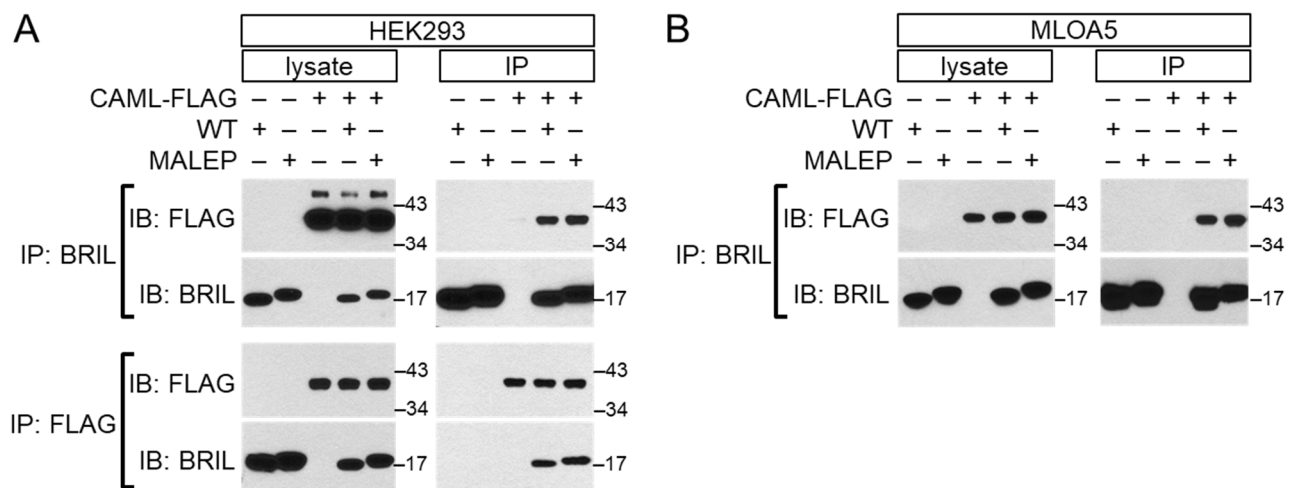 A
HEK293
lysate IP
CAML-FLAG – – + + + – – + + +
WT + – – + – + – – + –
MALEP – + – – + – + – – +
IP: BRIL
IB: FLAG –43 –34 –43 –34
IB: BRIL –17 –17
IP: FLAG
IB: FLAG –43 –34 –43 –34
IB: BRIL –17 –17
B
MLOA5
lysate IP
CAML-FLAG – – + + + – – + + +
WT + – – + – + – – + –
MALEP – + – – + – + – – +
IP: BRIL
IB: FLAG –43 –34 –43 –34
IB: BRIL –17 –17